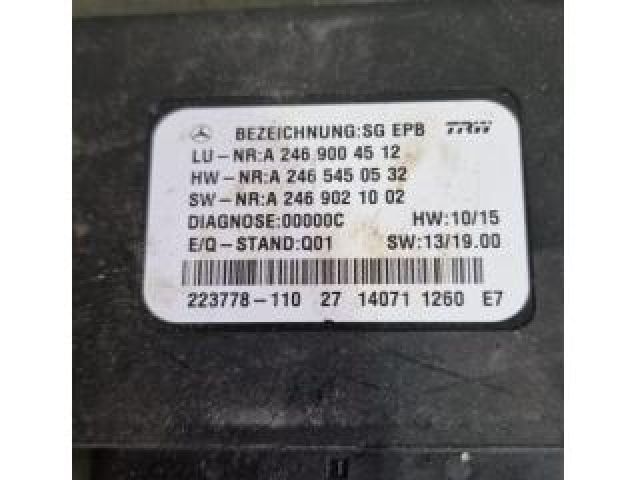 BEZEICHNUNG:SG EPB TRW
LU-NR:A 246 900 45 12
HW-NR:A 246 545 05 32
SW-NR:A 246 902 10 02
DIAGNOSE:00000C HW:10/15
E/Q-STAND:Q01 SW:13/19.00
223778-110 27 14071 1260 E7